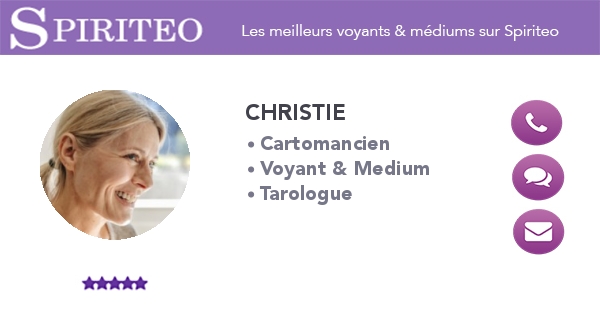 SPIRITEO
Les meilleurs voyants & médiums sur Spiriteo
CHRISTIE
• Cartomancien
• Voyant & Medium
• Tarologue